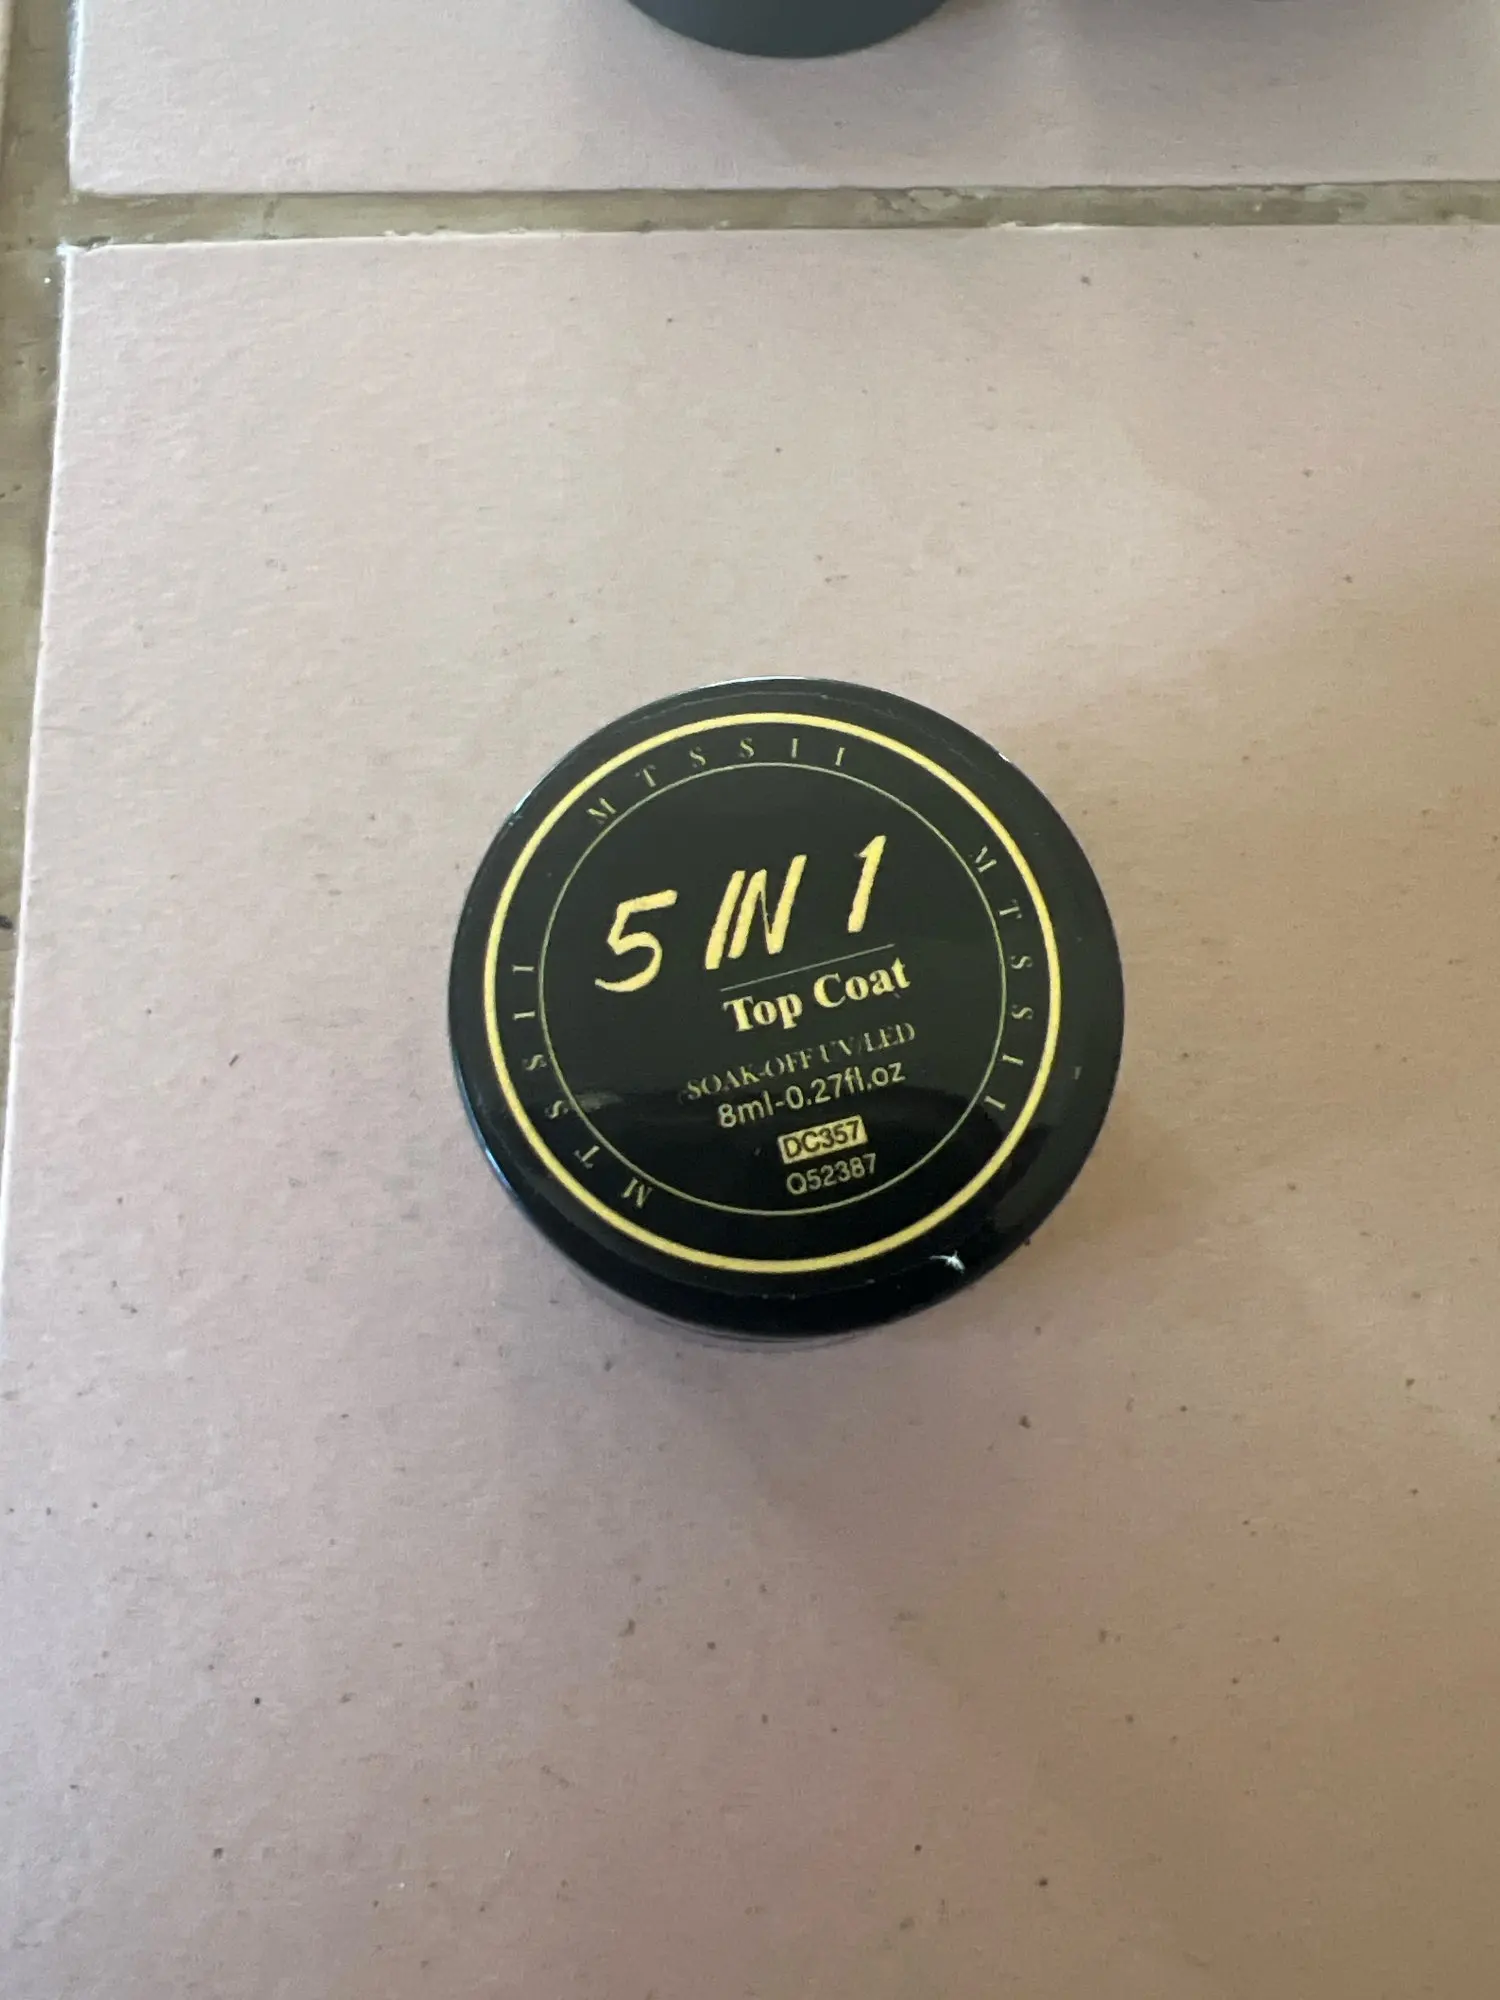 MTSSII
MTSSII
MTSSII
5 IN 1
Top Coat
SOAK-OFF UV/LED
8ml-0.27fl.oz
DC357
Q52387